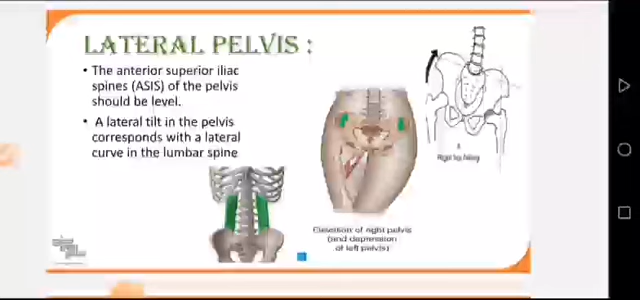 LATERAL PELVIS :
• The anterior superior iliac
spines (ASIS) of the pelvis
should be level.
• A lateral tilt in the pelvis
corresponds with a lateral
curve in the lumbar spine
Elevation of right pelvis
(and depression
of left pelvis)
Right hip hiking